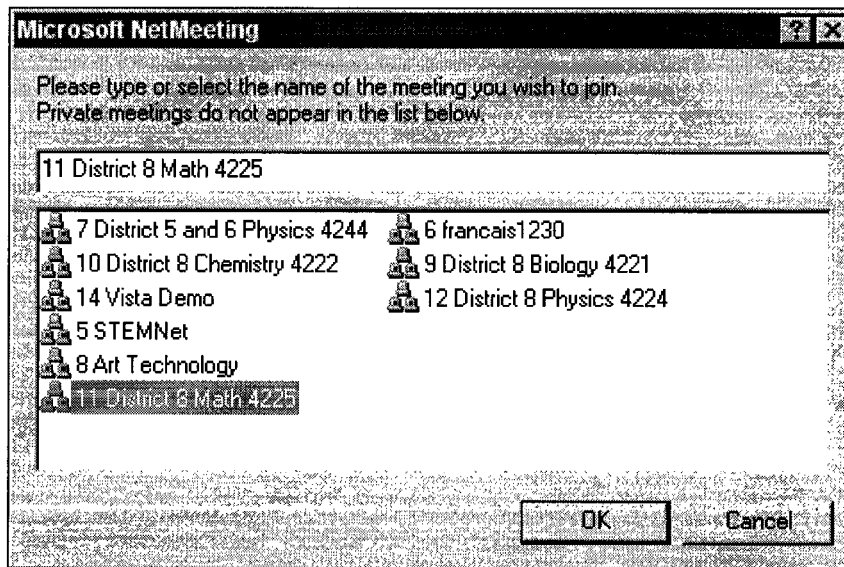 Microsoft NetMeeting
Please type or select the name of the meeting you wish to join.
Private meetings do not appear in the list below.
11 District 8 Math 4225
7 District 5 and 6 Physics 4244
10 District 8 Chemistry 4222
14 Vista Demo
5 STEMNet
8 Art Technology
11 District 8 Math 4225
6 francais1230
9 District 8 Biology 4221
12 District 8 Physics 4224
OK
Cancel